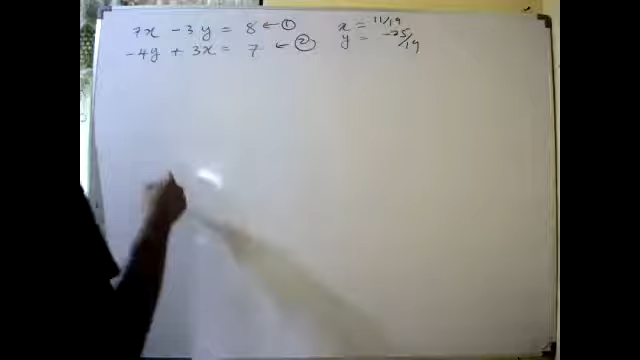 7x - 3y = 8 ← ① x = 11/19
-4y + 3x = 7 ← ② y = -25/19